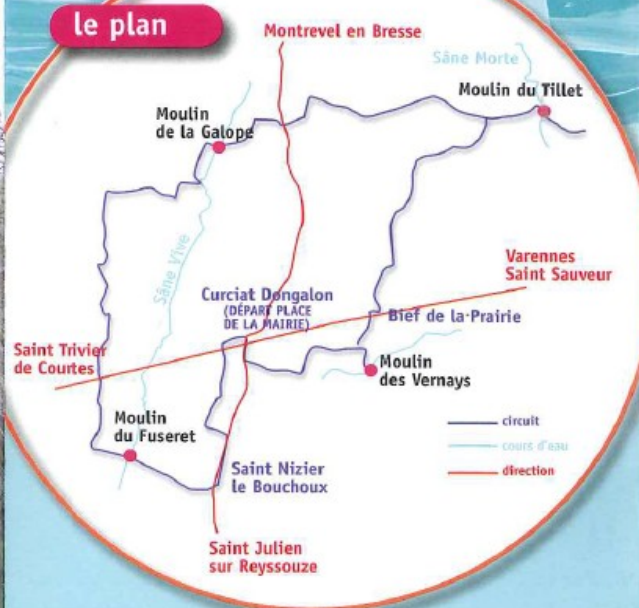 le plan
Montrevel en Bresse
Sâne Morte
Moulin du Tillet
Moulin
de la Galope
Sâne Vive
Varennes
Saint Sauveur
Curciat Dongalon
(DÉPART PLACE
DE LA MAIRIE)
Bief de la Prairie
Saint Trivier
de Courtes
Moulin
des Vernays
Moulin
du Fuseret
circuit
cours d'eau
direction
Saint Nizier
le Bouchoux
Saint Julien
sur Reyssouze